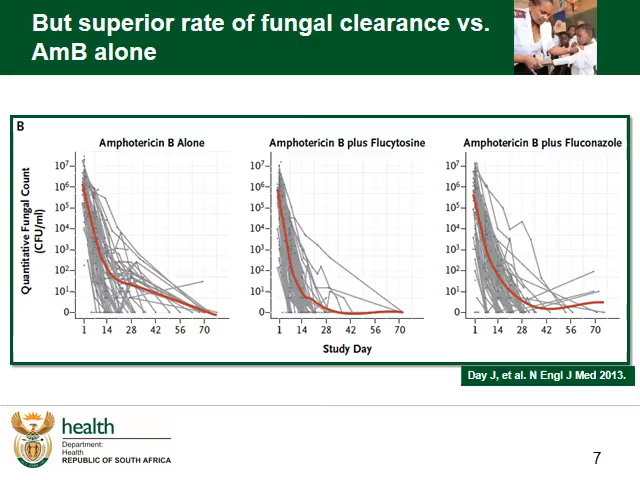 But superior rate of fungal clearance vs.
AmB alone
B
Amphotericin B Alone
Amphotericin B plus Flucytosine
Amphotericin B plus Fluconazole
Quantitative Fungal Count
(CFU/ml)
10⁷
10⁶
10⁵
10⁴
10³
10²
10¹
0
10⁷
10⁶
10⁵
10⁴
10³
10²
10¹
0
10⁷
10⁶
10⁵
10⁴
10³
10²
10¹
0
1 14 28 42 56 70
1 14 28 42 56 70
1 14 28 42 56 70
Study Day
Day J, et al. N Engl J Med 2013.
health
Department:
Health
REPUBLIC OF SOUTH AFRICA
7